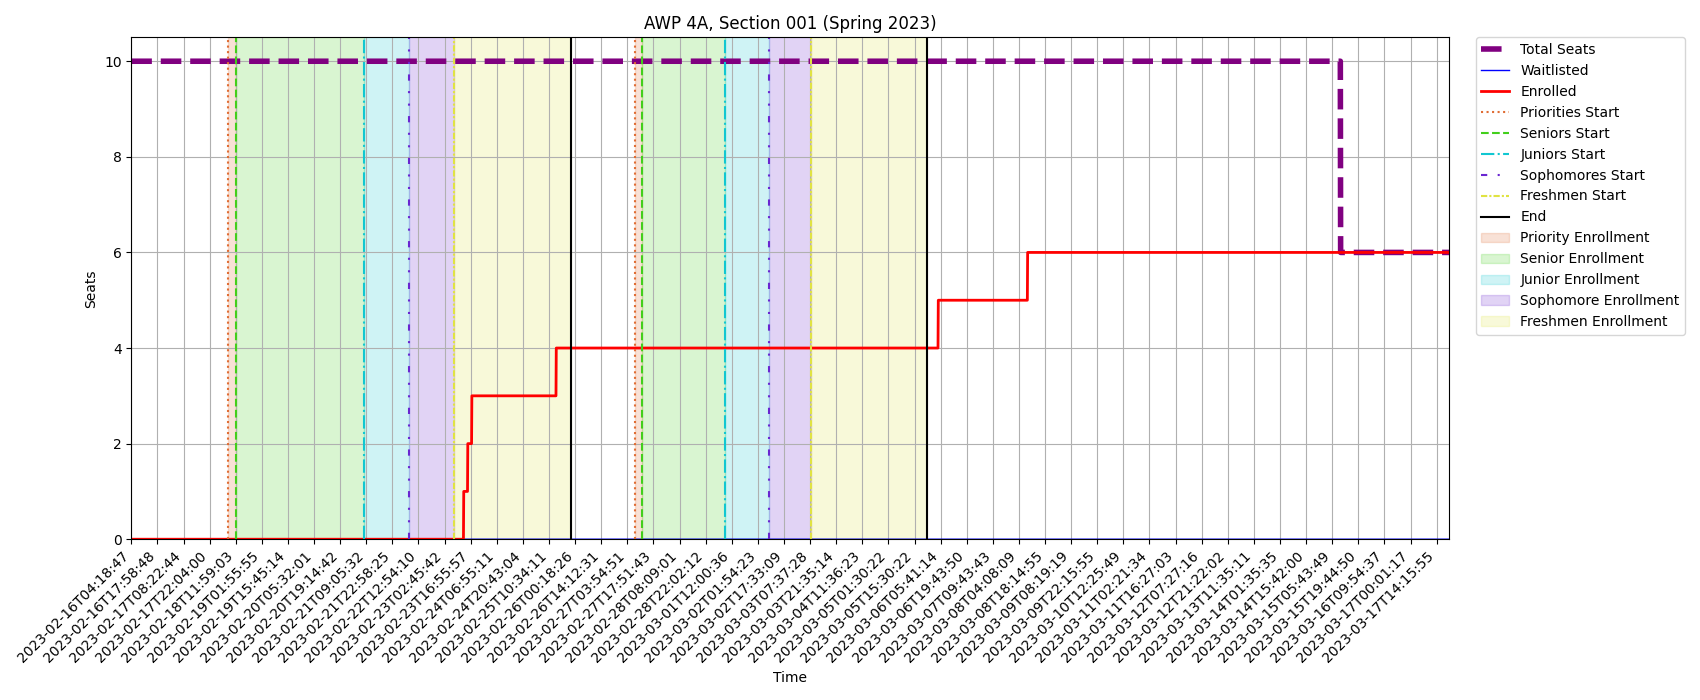 AWP 4A, Section 001 (Spring 2023)
Total Seats
Waitlisted
Enrolled
Priorities Start
Seniors Start
Juniors Start
Sophomores Start
Freshmen Start
End
Priority Enrollment
Senior Enrollment
Junior Enrollment
Sophomore Enrollment
Freshmen Enrollment
Seats
10
8
6
4
2
0
2023-02-16T04:18:47
2023-02-16T17:58:48
2023-02-17T08:22:44
2023-02-17T22:04:00
2023-02-18T11:59:03
2023-02-19T01:55:55
2023-02-19T15:45:14
2023-02-20T05:32:01
2023-02-20T19:14:42
2023-02-21T09:05:32
2023-02-21T22:58:25
2023-02-22T12:54:10
2023-02-23T02:45:42
2023-02-23T16:55:57
2023-02-24T06:55:11
2023-02-24T20:43:04
2023-02-25T10:34:11
2023-02-26T00:18:26
2023-02-26T14:12:31
2023-02-27T03:54:51
2023-02-27T17:51:43
2023-02-28T08:09:01
2023-02-28T22:02:12
2023-03-01T12:00:36
2023-03-02T01:54:23
2023-03-02T17:33:09
2023-03-03T07:37:28
2023-03-03T21:35:14
2023-03-04T11:36:23
2023-03-05T01:30:22
2023-03-05T15:30:22
2023-03-06T05:41:14
2023-03-06T19:43:50
2023-03-07T09:43:43
2023-03-08T04:08:09
2023-03-08T18:14:55
2023-03-09T08:19:19
2023-03-09T22:15:55
2023-03-10T12:25:49
2023-03-11T02:21:34
2023-03-11T16:27:03
2023-03-12T07:27:16
2023-03-12T21:22:02
2023-03-13T11:35:11
2023-03-14T01:35:35
2023-03-14T15:42:00
2023-03-15T05:43:49
2023-03-15T19:44:50
2023-03-16T09:54:37
2023-03-17T00:01:17
2023-03-17T14:15:55
Time